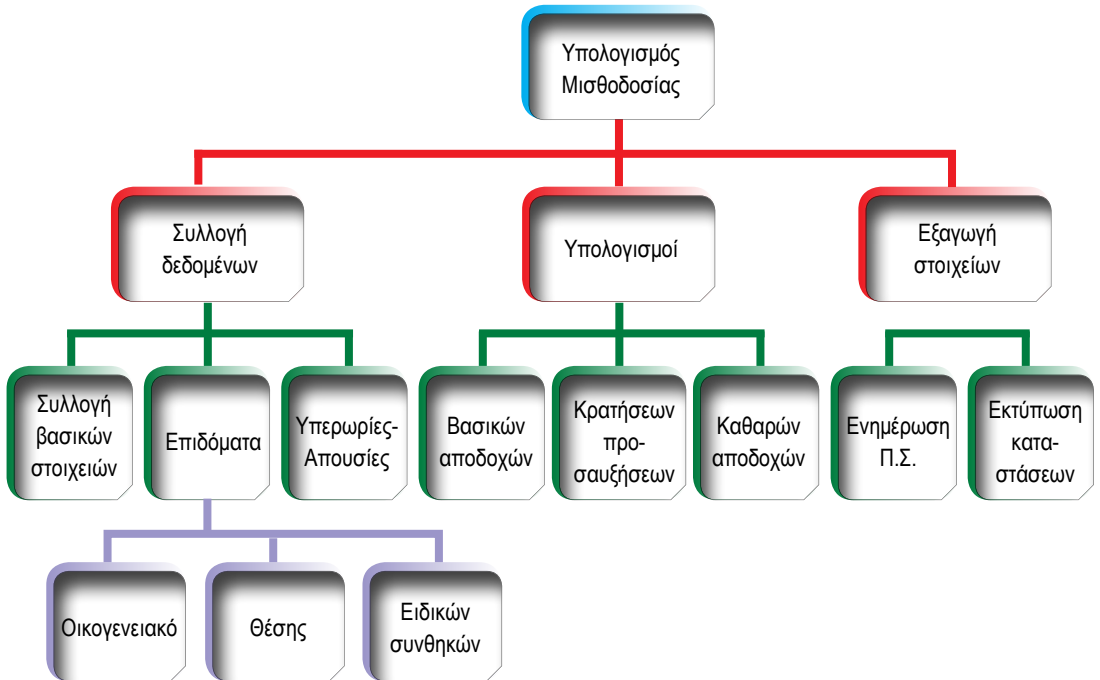 Υπολογισμός
Μισθοδοσίας
Συλλογή
δεδομένων
Υπολογισμοί
Εξαγωγή
στοιχείων
Συλλογή
βασικών
στοιχειών
Επιδόματα
Υπερωρίες-
Απουσίες
Βασικών
αποδοχών
Κρατήσεων
προ-
σαυξήσεων
Καθαρών
αποδοχών
Ενημέρωση
Π.Σ.
Εκτύπωση
κατα-
στάσεων
Οικογενειακό
Θέσης
Ειδικών
συνθηκών